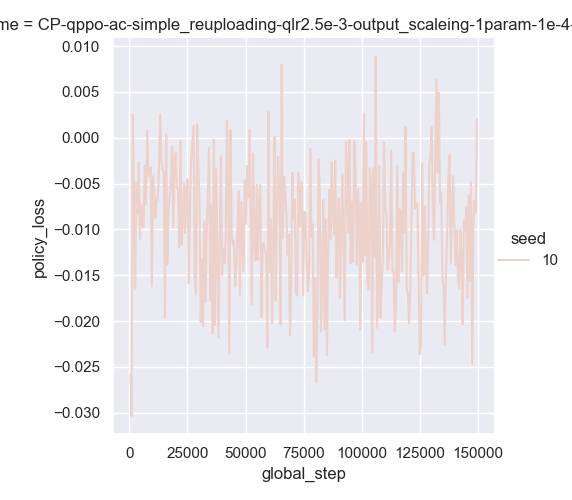 me = CP-qppo-ac-simple_reuploading-qlr2.5e-3-output_scaleing-1param-1e-4-
0.010
0.005
0.000
−0.005
−0.010
−0.015
−0.020
−0.025
−0.030
policy_loss
0 25000 50000 75000 100000 125000 150000
global_step
seed
10